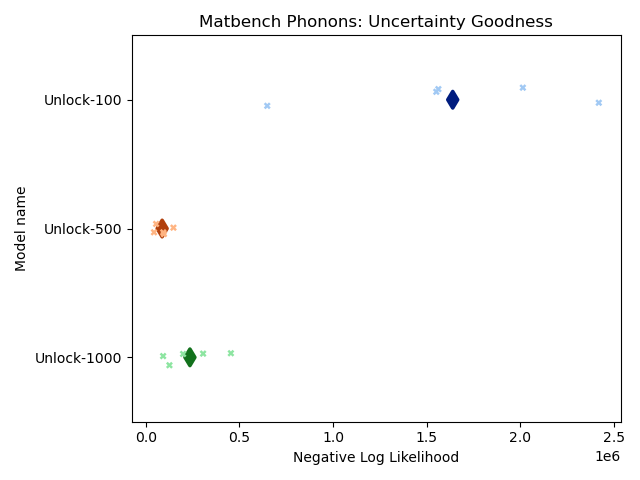 Matbench Phonons: Uncertainty Goodness
Model name
Unlock-100
Unlock-500
Unlock-1000
0.0 0.5 1.0 1.5 2.0 2.5
Negative Log Likelihood
1e6